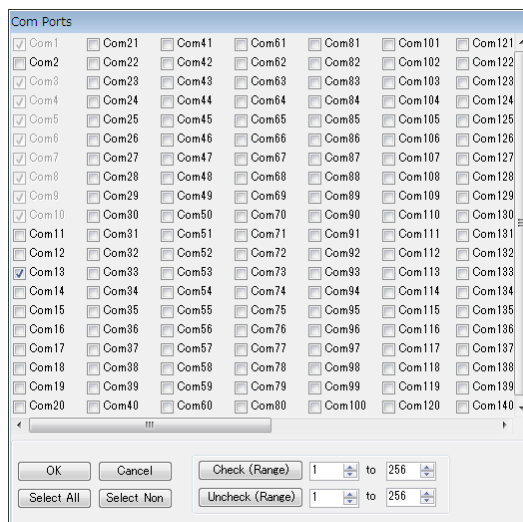 Com Ports
Com1 Com21 Com41 Com61 Com81 Com101 Com121
Com2 Com22 Com42 Com62 Com82 Com102 Com122
Com3 Com23 Com43 Com63 Com83 Com103 Com123
Com4 Com24 Com44 Com64 Com84 Com104 Com124
Com5 Com25 Com45 Com65 Com85 Com105 Com125
Com6 Com26 Com46 Com66 Com86 Com106 Com126
Com7 Com27 Com47 Com67 Com87 Com107 Com127
Com8 Com28 Com48 Com68 Com88 Com108 Com128
Com9 Com29 Com49 Com69 Com89 Com109 Com129
Com10 Com30 Com50 Com70 Com90 Com110 Com130
Com11 Com31 Com51 Com71 Com91 Com111 Com131
Com12 Com32 Com52 Com72 Com92 Com112 Com132
Com13 Com33 Com53 Com73 Com93 Com113 Com133
Com14 Com34 Com54 Com74 Com94 Com114 Com134
Com15 Com35 Com55 Com75 Com95 Com115 Com135
Com16 Com36 Com56 Com76 Com96 Com116 Com136
Com17 Com37 Com57 Com77 Com97 Com117 Com137
Com18 Com38 Com58 Com78 Com98 Com118 Com138
Com19 Com39 Com59 Com79 Com99 Com119 Com139
Com20 Com40 Com60 Com80 Com100 Com120 Com140
OK Cancel Check (Range) 1 to 256
Select All Select Non Uncheck (Range) 1 to 256